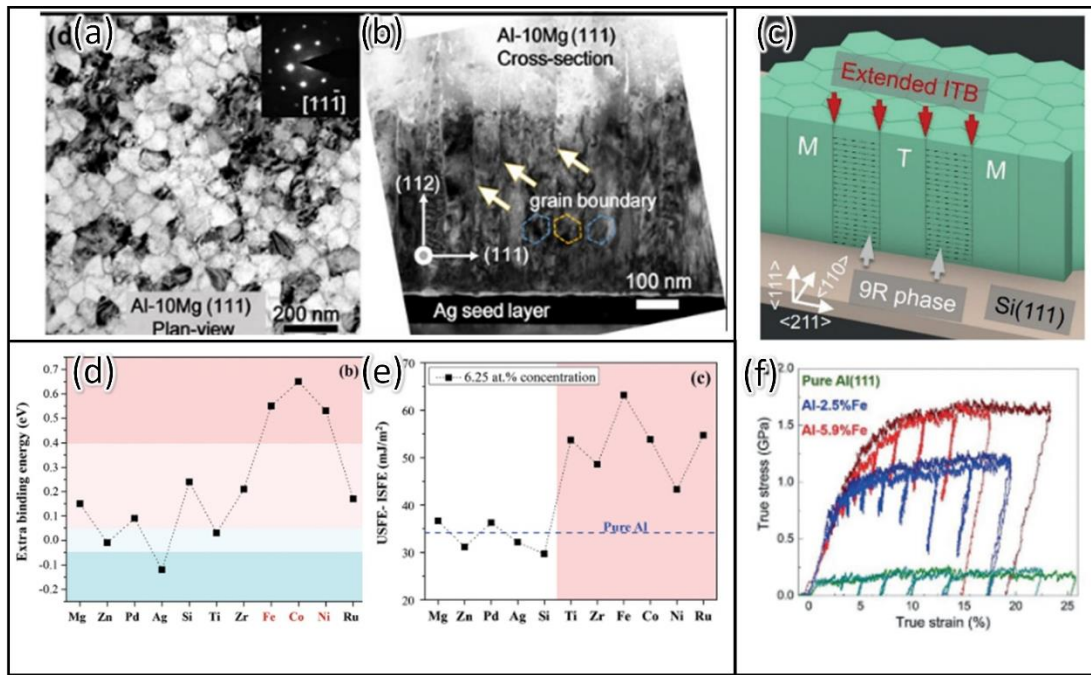 (a)
[111̄]
Al-10Mg (111)
Plan-view
200 nm
(b)
Al-10Mg (111)
Cross-section
grain boundary
(112)
(111)
100 nm
Ag seed layer
(c)
Extended ITB
M T M
9R phase
Si(111)
<111>
<110>
<211>
(d)
(b)
Extra binding energy (eV)
0.7
0.6
0.5
0.4
0.3
0.2
0.1
0.0
-0.1
-0.2
Mg Zn Pd Ag Si Ti Zr Fe Co Ni Ru
(e)
6.25 at.% concentration
(c)
USFE- ISFE (mJ/m²)
70
60
50
40
30
20
Pure Al
Mg Zn Pd Ag Si Ti Zr Fe Co Ni Ru
(f)
Pure Al(111)
Al-2.5%Fe
Al-5.9%Fe
True stress (GPa)
2.0
1.5
1.0
0.5
0.0
0 5 10 15 20 25
True strain (%)